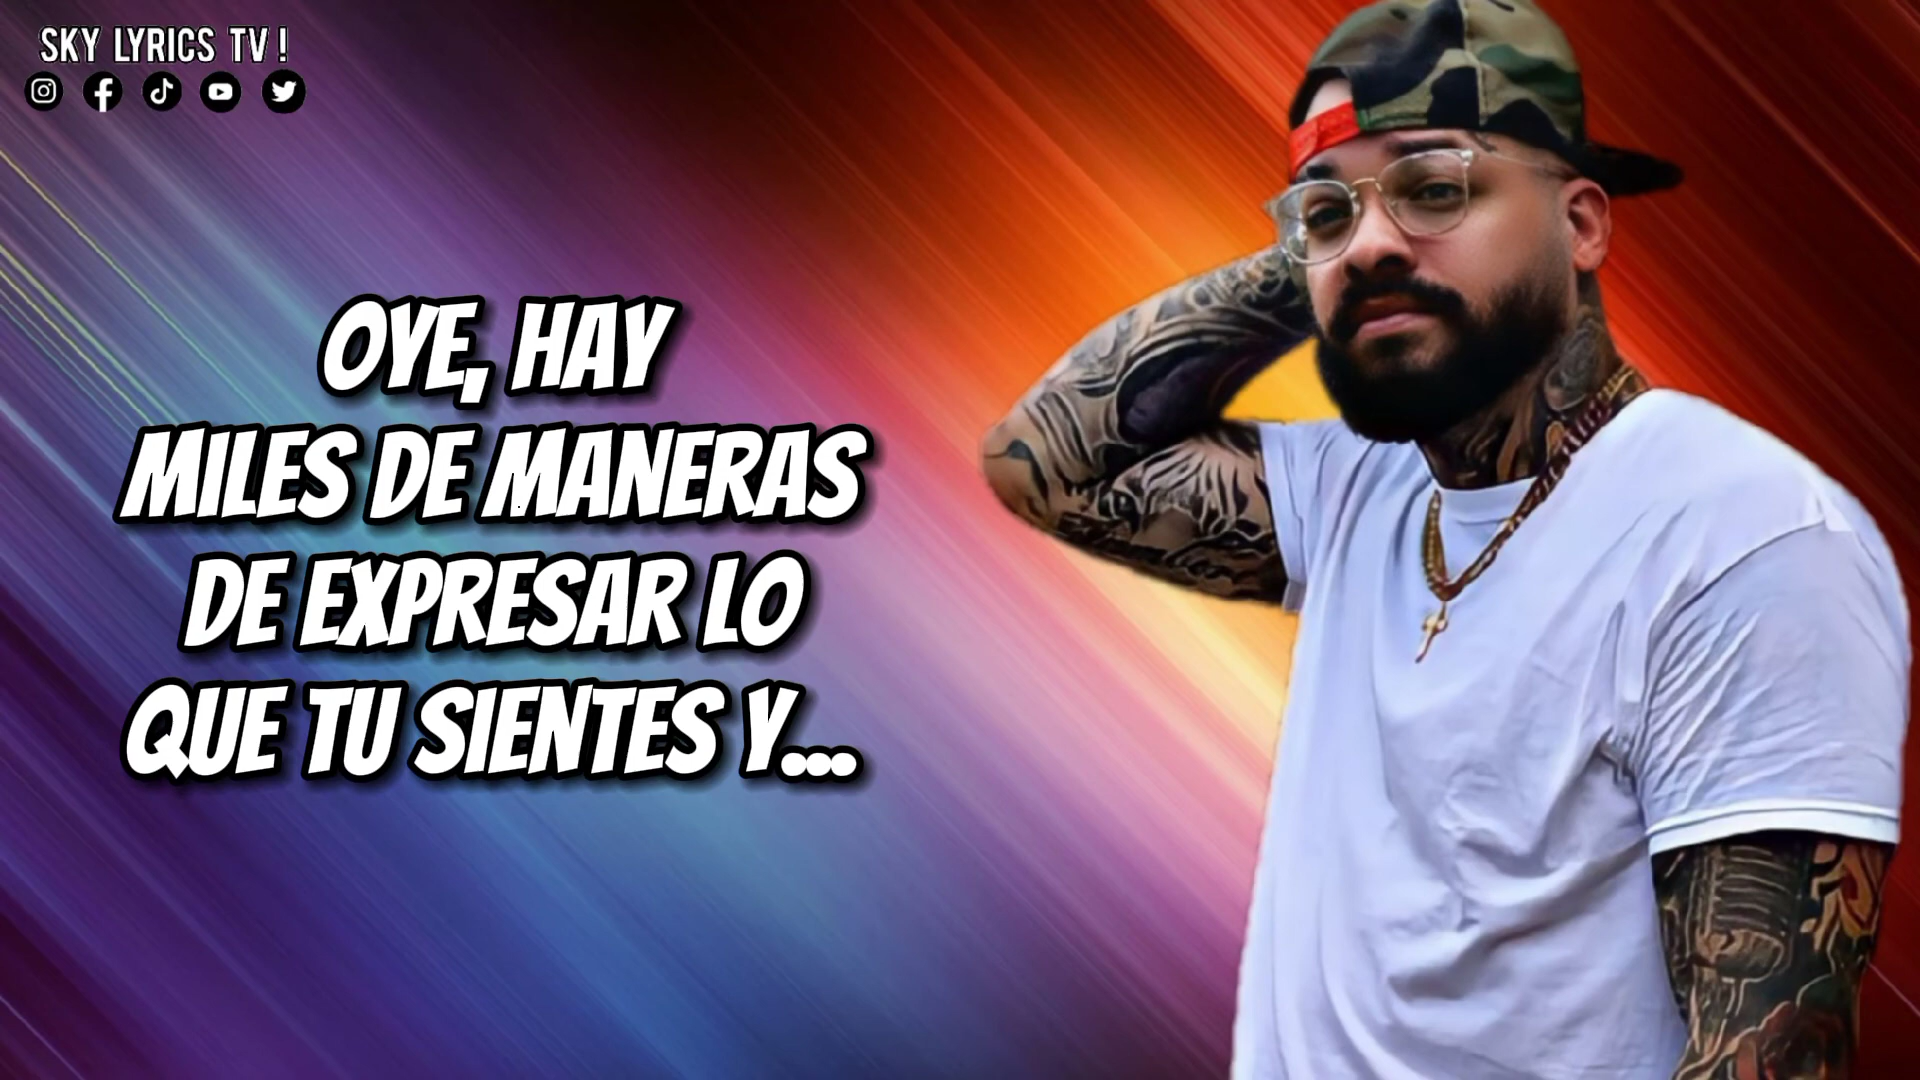 SKY LYRICS TV !
OYE, HAY
MILES DE MANERAS
DE EXPRESAR LO
QUE TU SIENTES Y...